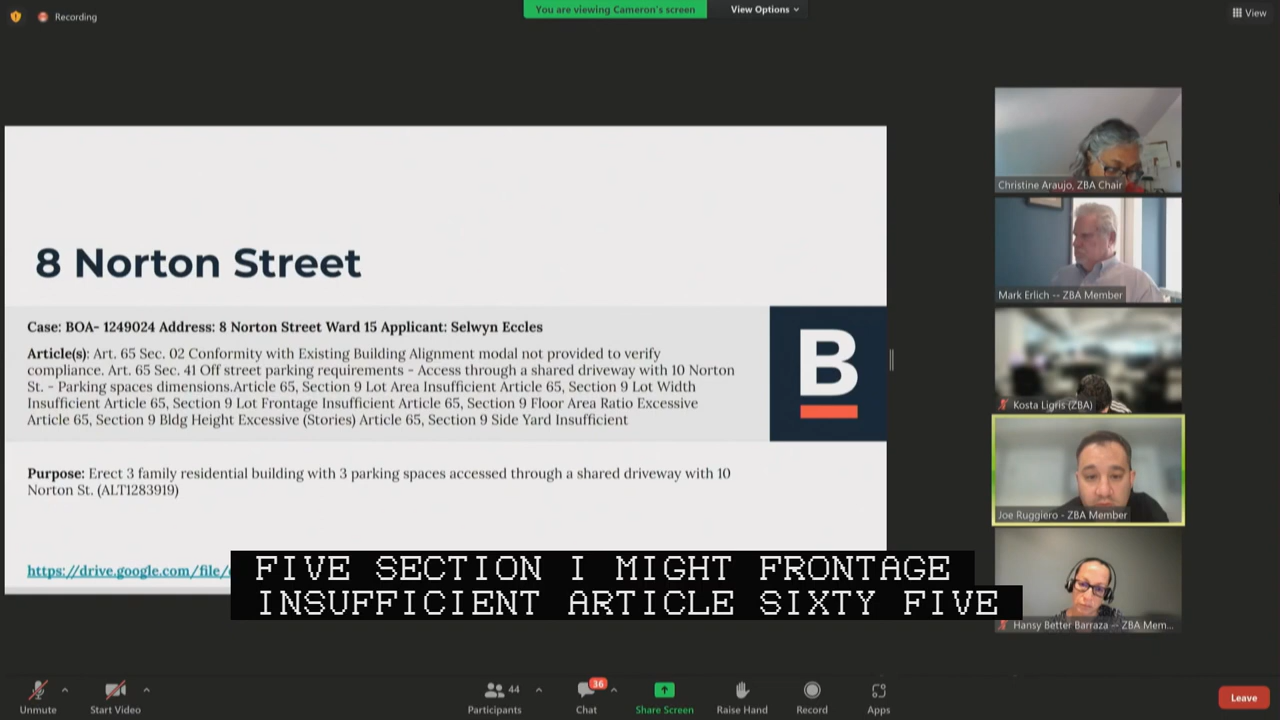 Recording
You are viewing Cameron's screen
View Options
View
8 Norton Street
Case: BOA- 1249024 Address: 8 Norton Street Ward 15 Applicant: Selwyn Eccles
Article(s): Art. 65 Sec. 02 Conformity with Existing Building Alignment modal not provided to verify
compliance. Art. 65 Sec. 41 Off street parking requirements - Access through a shared driveway with 10 Norton
St. - Parking spaces dimensions.Article 65, Section 9 Lot Area Insufficient Article 65, Section 9 Lot Width
Insufficient Article 65, Section 9 Lot Frontage Insufficient Article 65, Section 9 Floor Area Ratio Excessive
Article 65, Section 9 Bldg Height Excessive (Stories) Article 65, Section 9 Side Yard Insufficient
B
Purpose: Erect 3 family residential building with 3 parking spaces accessed through a shared driveway with 10
Norton St. (ALT1283919)
https://drive.google.com/file/
FIVE SECTION I MIGHT FRONTAGE
INSUFFICIENT ARTICLE SIXTY FIVE
Christine Araujo, ZBA Chair
Mark Erlich -- ZBA Member
Kosta Ligris (ZBA)
Joe Ruggiero - ZBA Member
Hansy Better Barraza -- ZBA Mem...
Unmute
Start Video
44
Participants
36
Chat
Share Screen
Raise Hand
Record
Apps
Leave